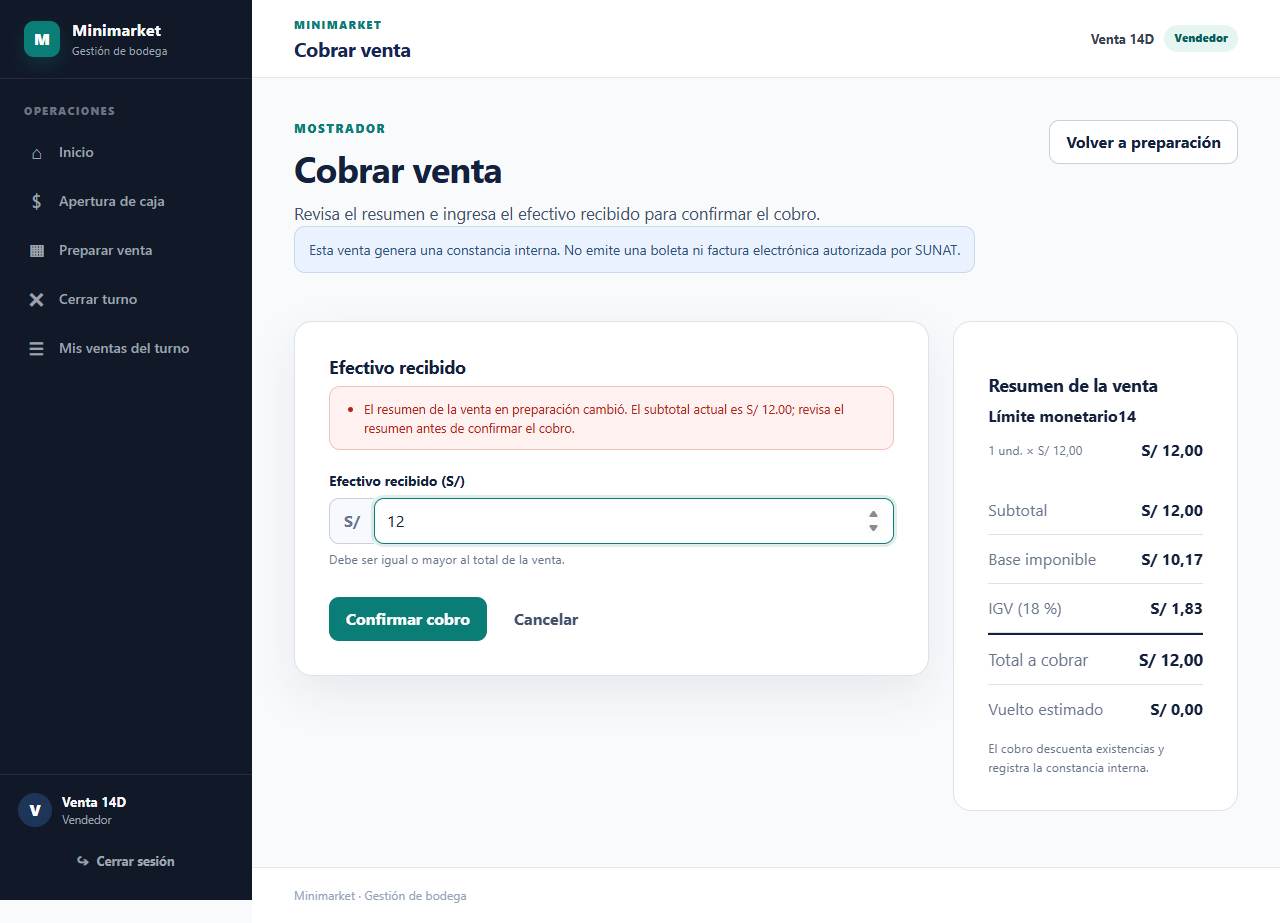 M
Minimarket
Gestión de bodega
OPERACIONES
Inicio
$ Apertura de caja
Preparar venta
Cerrar turno
Mis ventas del turno
V
Venta 14D
Vendedor
Cerrar sesión
MINIMARKET
Cobrar venta
Venta 14D
Vendedor
MOSTRADOR
Cobrar venta
Volver a preparación
Revisa el resumen e ingresa el efectivo recibido para confirmar el cobro.
Esta venta genera una constancia interna. No emite una boleta ni factura electrónica autorizada por SUNAT.
Efectivo recibido
• El resumen de la venta en preparación cambió. El subtotal actual es S/ 12.00; revisa el
resumen antes de confirmar el cobro.
Efectivo recibido (S/)
S/ 12
Debe ser igual o mayor al total de la venta.
Confirmar cobro
Cancelar
Resumen de la venta
Límite monetario14
1 und. × S/ 12,00 S/ 12,00
Subtotal S/ 12,00
Base imponible S/ 10,17
IGV (18 %) S/ 1,83
Total a cobrar S/ 12,00
Vuelto estimado S/ 0,00
El cobro descuenta existencias y
registra la constancia interna.
Minimarket · Gestión de bodega